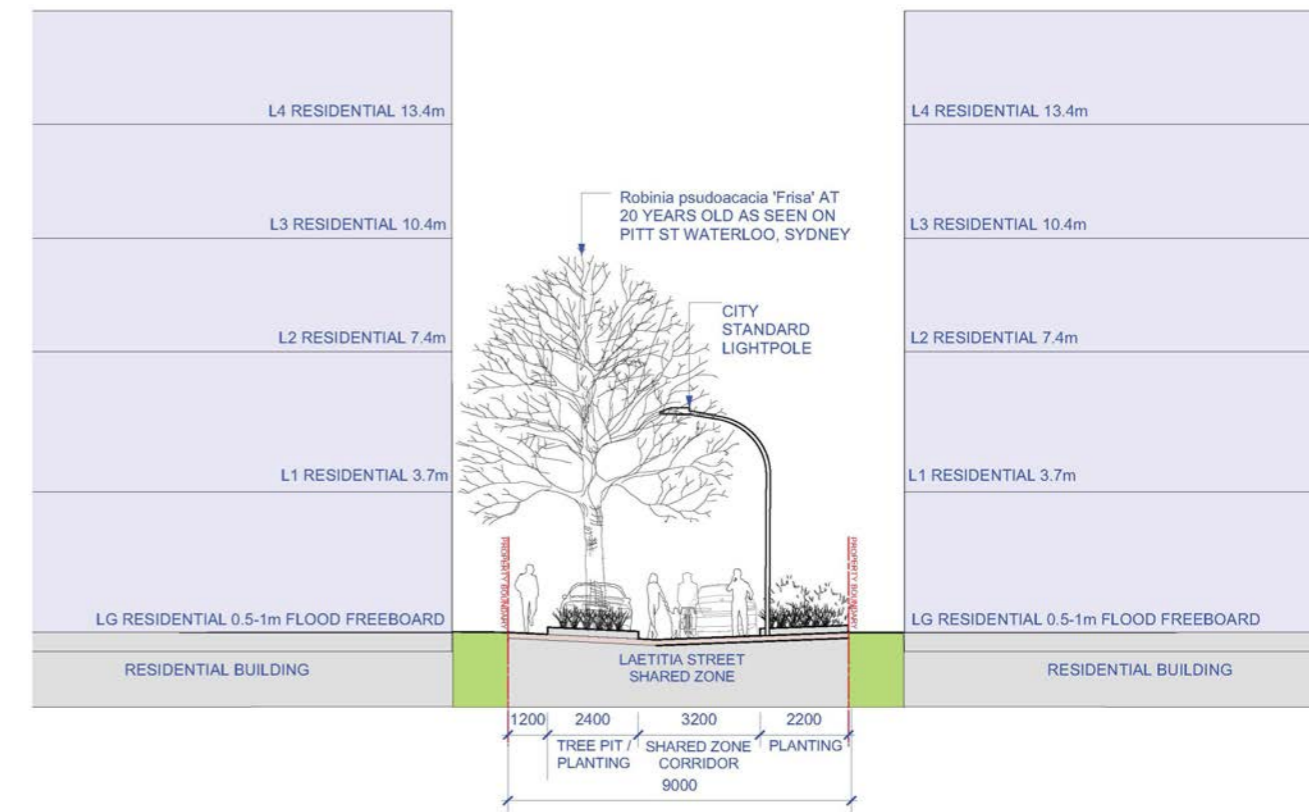 L4 RESIDENTIAL 13.4m
L4 RESIDENTIAL 13.4m
Robinia psudoacacia 'Frisa' AT
20 YEARS OLD AS SEEN ON
PITT ST WATERLOO, SYDNEY
L3 RESIDENTIAL 10.4m
L3 RESIDENTIAL 10.4m
CITY
STANDARD
LIGHTPOLE
L2 RESIDENTIAL 7.4m
L2 RESIDENTIAL 7.4m
L1 RESIDENTIAL 3.7m
L1 RESIDENTIAL 3.7m
PROPERTY BOUNDARY
PROPERTY BOUNDARY
LG RESIDENTIAL 0.5-1m FLOOD FREEBOARD
LG RESIDENTIAL 0.5-1m FLOOD FREEBOARD
RESIDENTIAL BUILDING
LAETITIA STREET
SHARED ZONE
RESIDENTIAL BUILDING
1200
2400
3200
2200
TREE PIT /
PLANTING
SHARED ZONE
CORRIDOR
PLANTING
9000